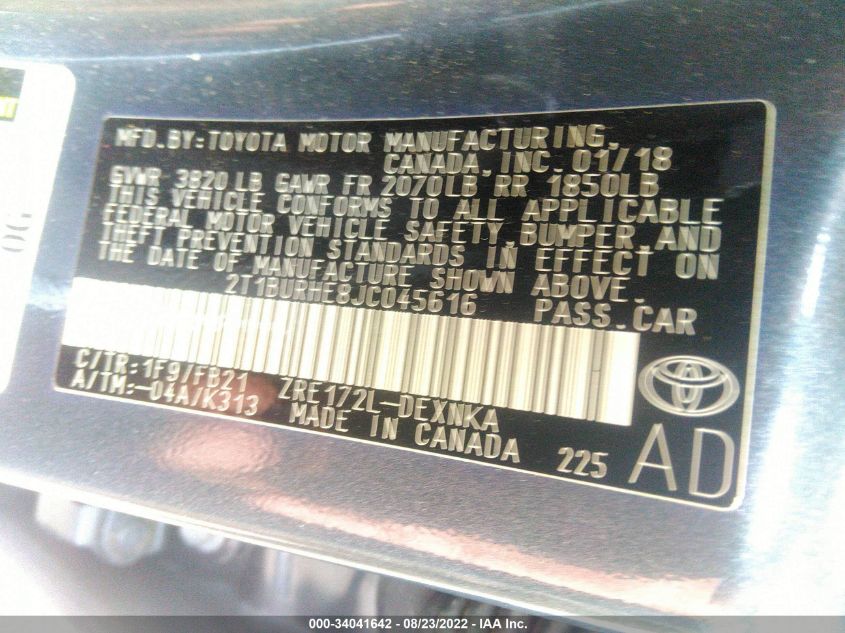 MFD.BY:TOYOTA MOTOR MANUFACTURING,
CANADA, INC. 01/18
GVWR 3820 LB GAWR FR 2070LB RR 1850LB
THIS VEHICLE CONFORMS TO ALL APPLICABLE
FEDERAL MOTOR VEHICLE SAFETY,BUMPER,AND
THEFT PREVENTION STANDARDS IN EFFECT ON
THE DATE OF MANUFACTURE SHOWN ABOVE.
2T1BURHE8JC045616 PASS.CAR
C/TR:1F9/FB21 ZRE172L-DEXNKA
A/TM:-04A/K313 MADE IN CANADA 225 AD
000-34041642 - 08/23/2022 - IAA Inc.